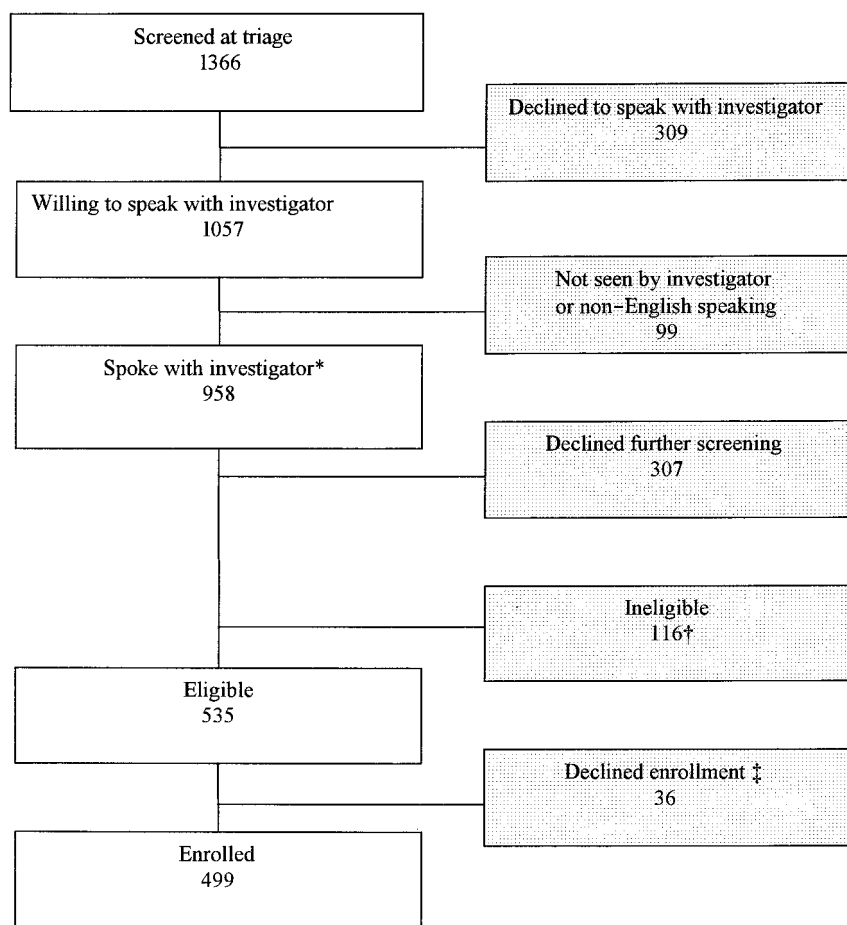 Screened at triage
1366
Declined to speak with investigator
309
Willing to speak with investigator
1057
Not seen by investigator
or non-English speaking
99
Spoke with investigator*
958
Declined further screening
307
Ineligible
116†
Eligible
535
Declined enrollment ‡
36
Enrolled
499